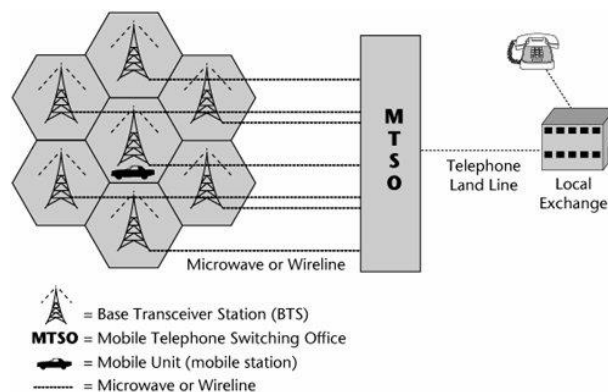 M
T
S
O
Telephone
Land Line
Local
Exchange
Microwave or Wireline
= Base Transceiver Station (BTS)
MTSO = Mobile Telephone Switching Office
= Mobile Unit (mobile station)
= Microwave or Wireline